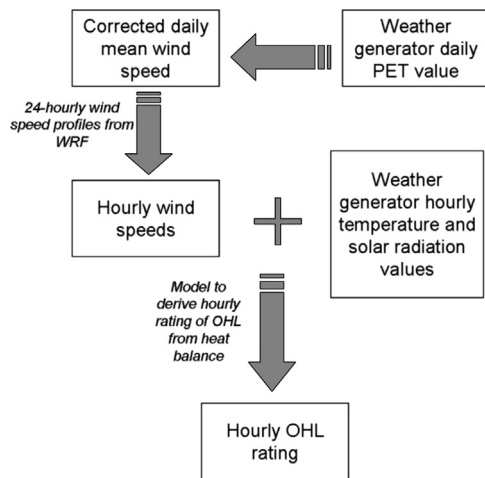 Corrected daily
mean wind
speed
Weather
generator daily
PET value
24-hourly wind
speed profiles from
WRF
Hourly wind
speeds
Weather
generator hourly
temperature and
solar radiation
values
Model to
derive hourly
rating of OHL
from heat
balance
Hourly OHL
rating